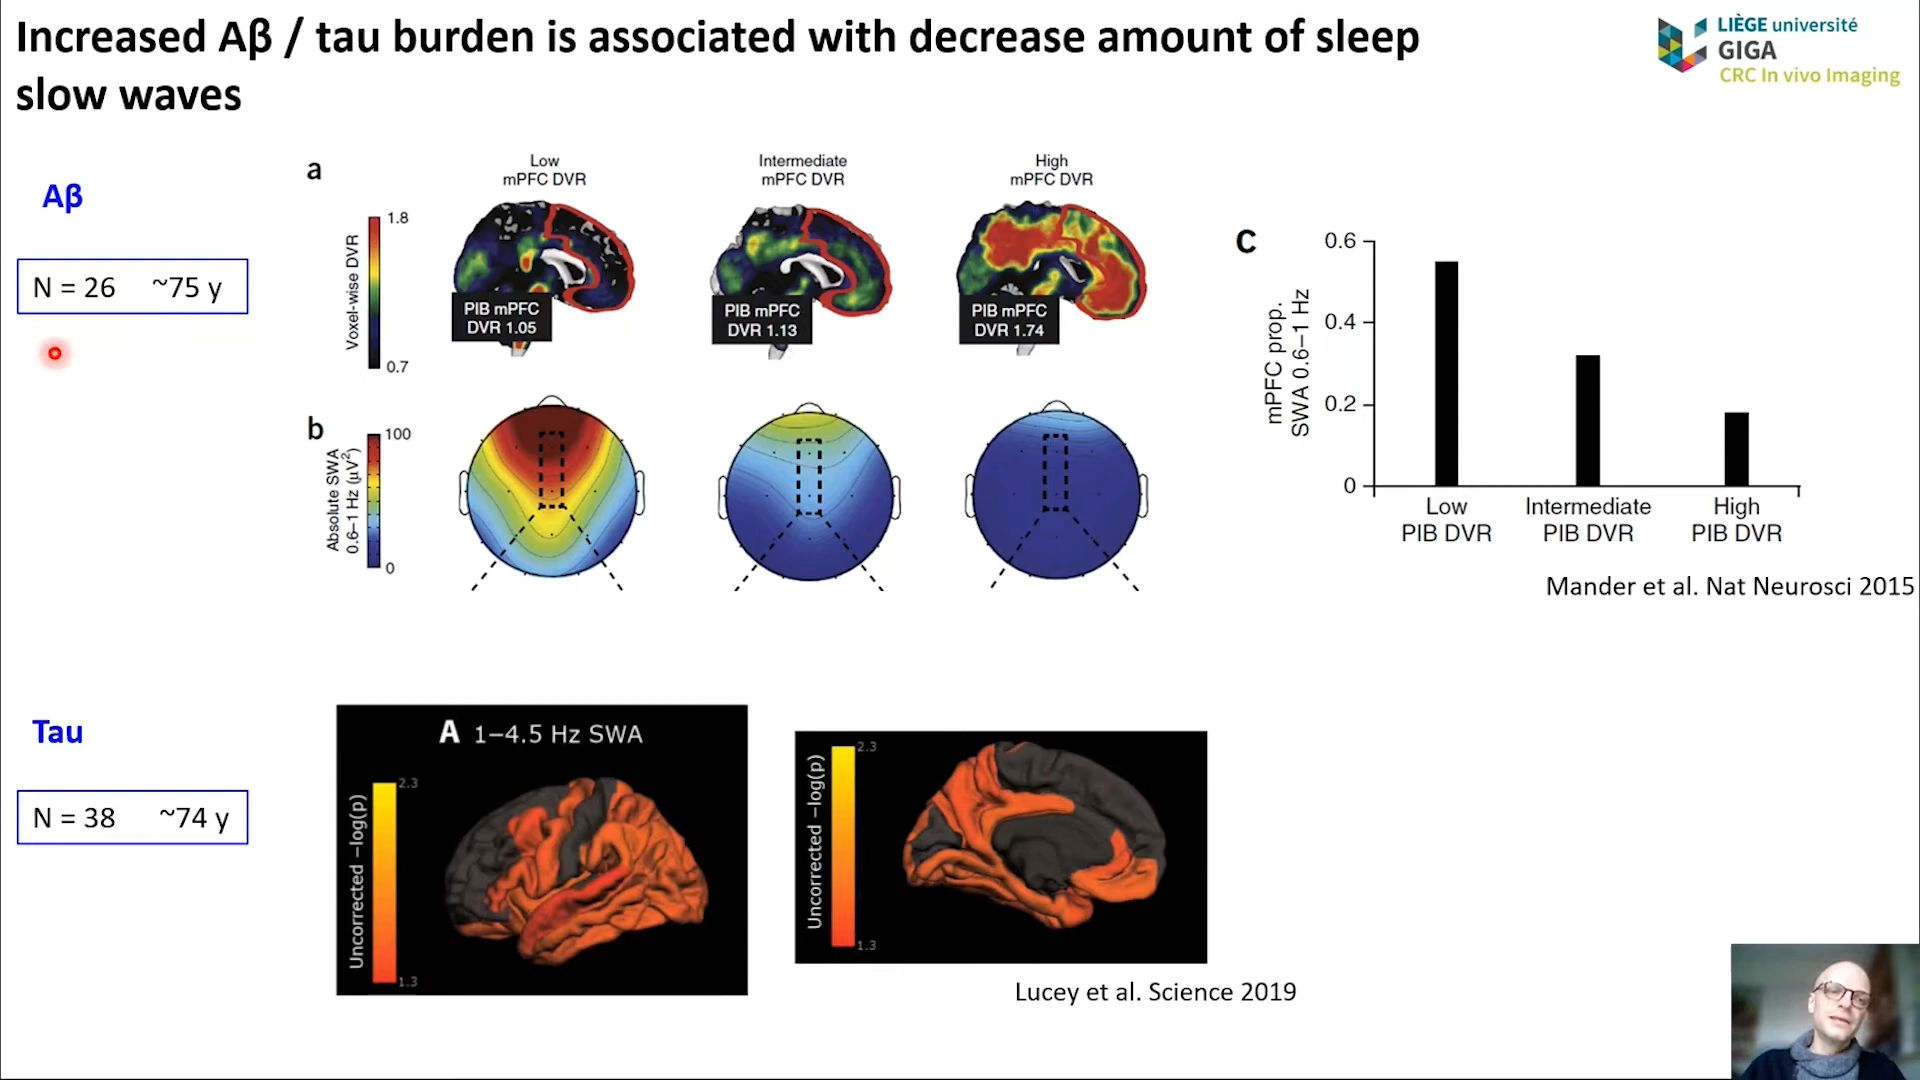 Increased Aβ / tau burden is associated with decrease amount of sleep
slow waves
LIÈGE université
GIGA
CRC In vivo Imaging
Aβ
N = 26 ~75 y
a
Low
mPFC DVR
Intermediate
mPFC DVR
High
mPFC DVR
Voxel-wise DVR
1.8
0.7
PIB mPFC
DVR 1.05
PIB mPFC
DVR 1.13
PIB mPFC
DVR 1.74
b
Absolute SWA
0.6–1 Hz (µV²)
100
0
c
mPFC prop.
SWA 0.6–1 Hz
0.6
0.4
0.2
0
Low
PIB DVR
Intermediate
PIB DVR
High
PIB DVR
Mander et al. Nat Neurosci 2015
Tau
N = 38 ~74 y
A 1–4.5 Hz SWA
Uncorrected –log(p)
2.3
1.3
Uncorrected –log(p)
2.3
1.3
Lucey et al. Science 2019